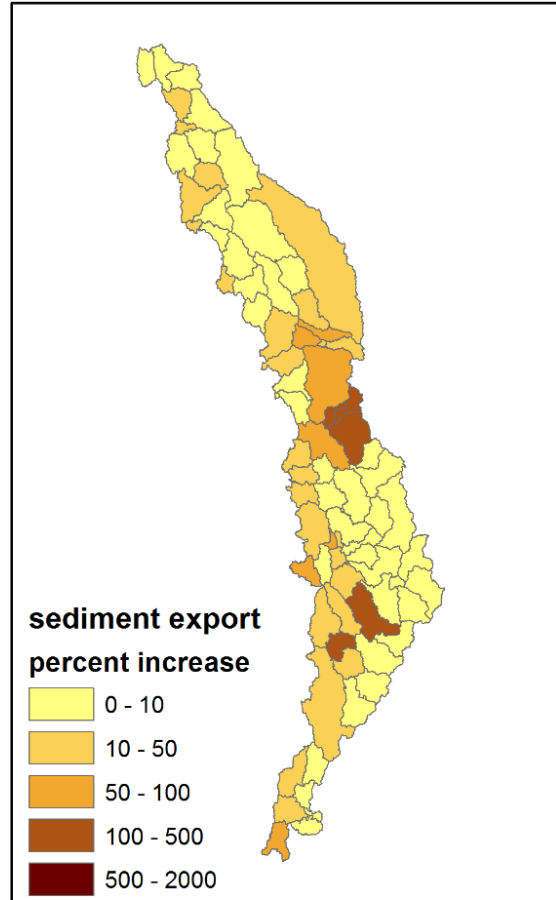 sediment export
percent increase
0 - 10
10 - 50
50 - 100
100 - 500
500 - 2000